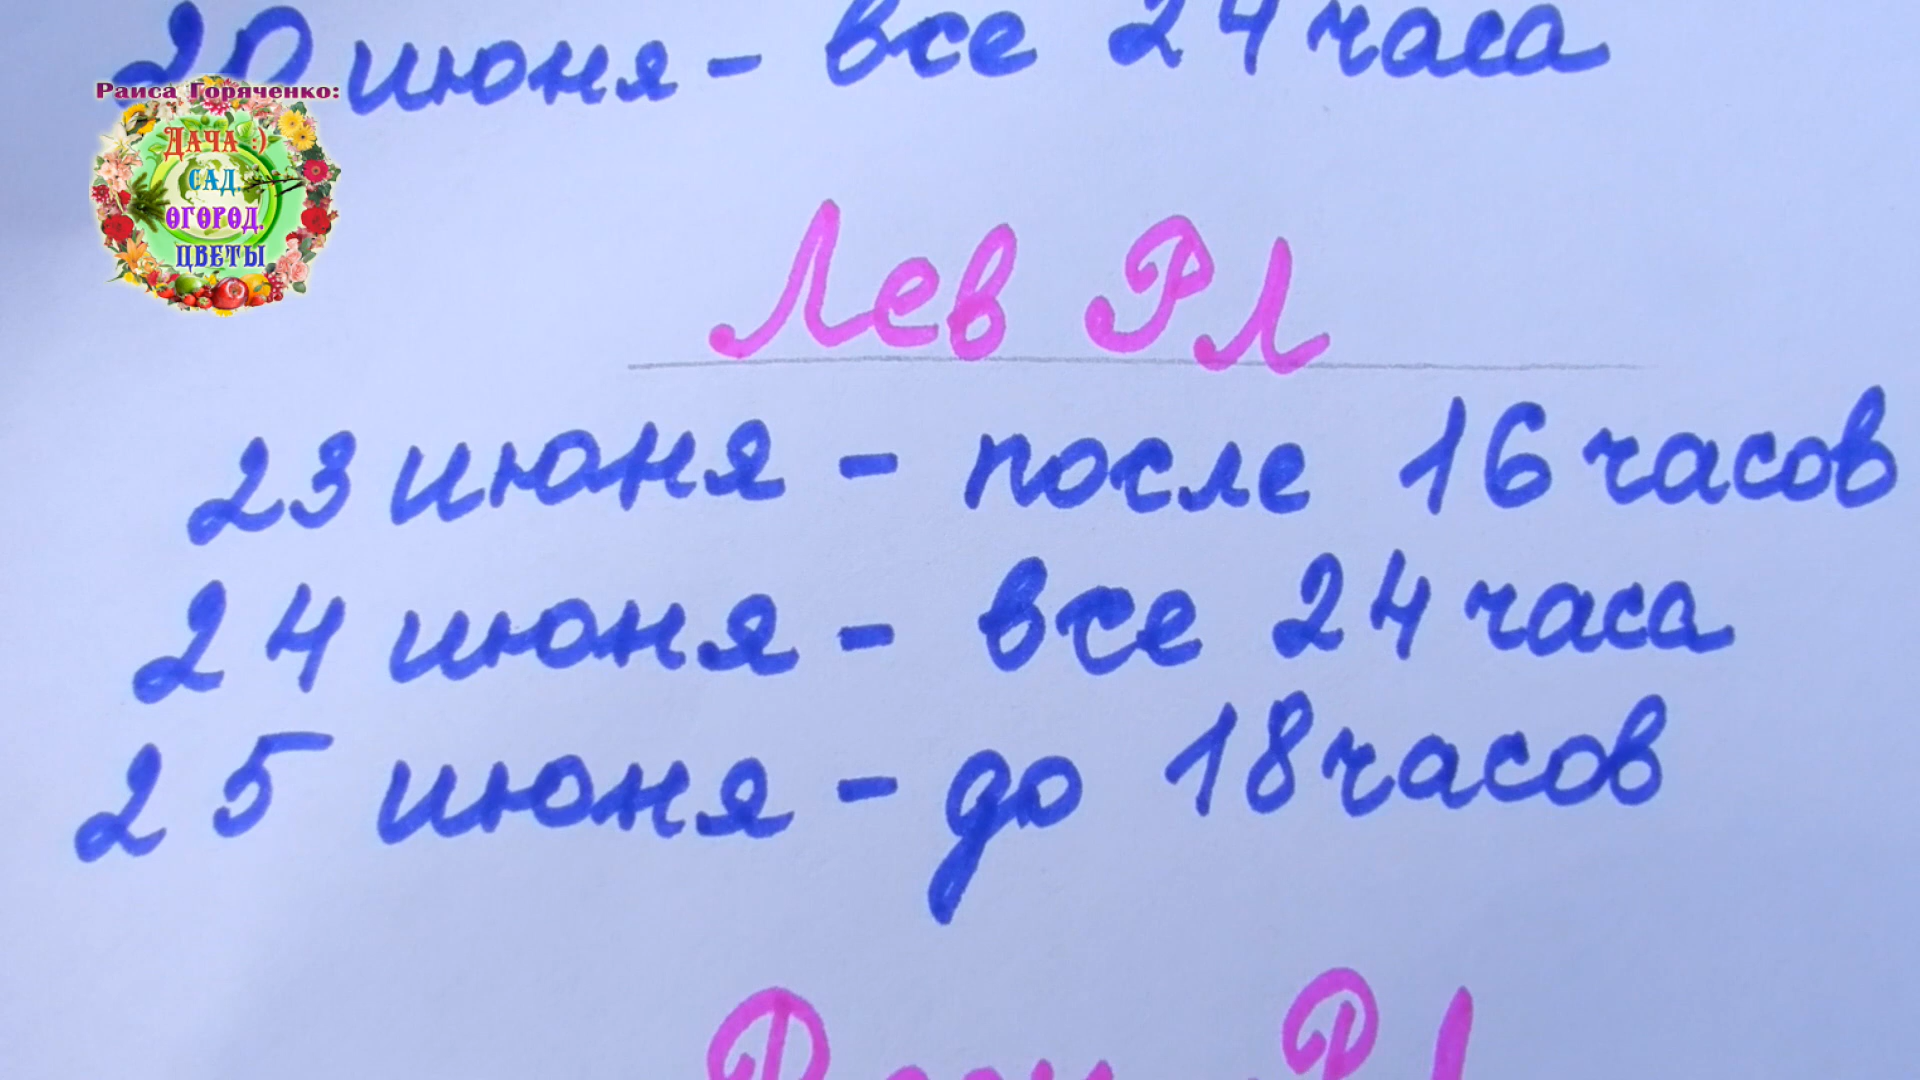 20 июня - все 24 часа
Раиса Горяченко:
Дача :)
сад,
огород,
цветы
Лев РЛ
23 июня - после 16 часов
24 июня - все 24 часа
25 июня - до 18 часов